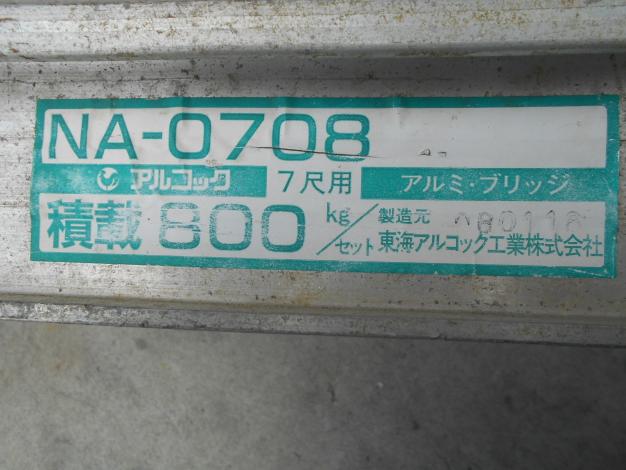 NA-0708
アルコック 7尺用 アルミ・ブリッジ
積載 800 kg/セット 製造元
東海アルコック工業株式会社